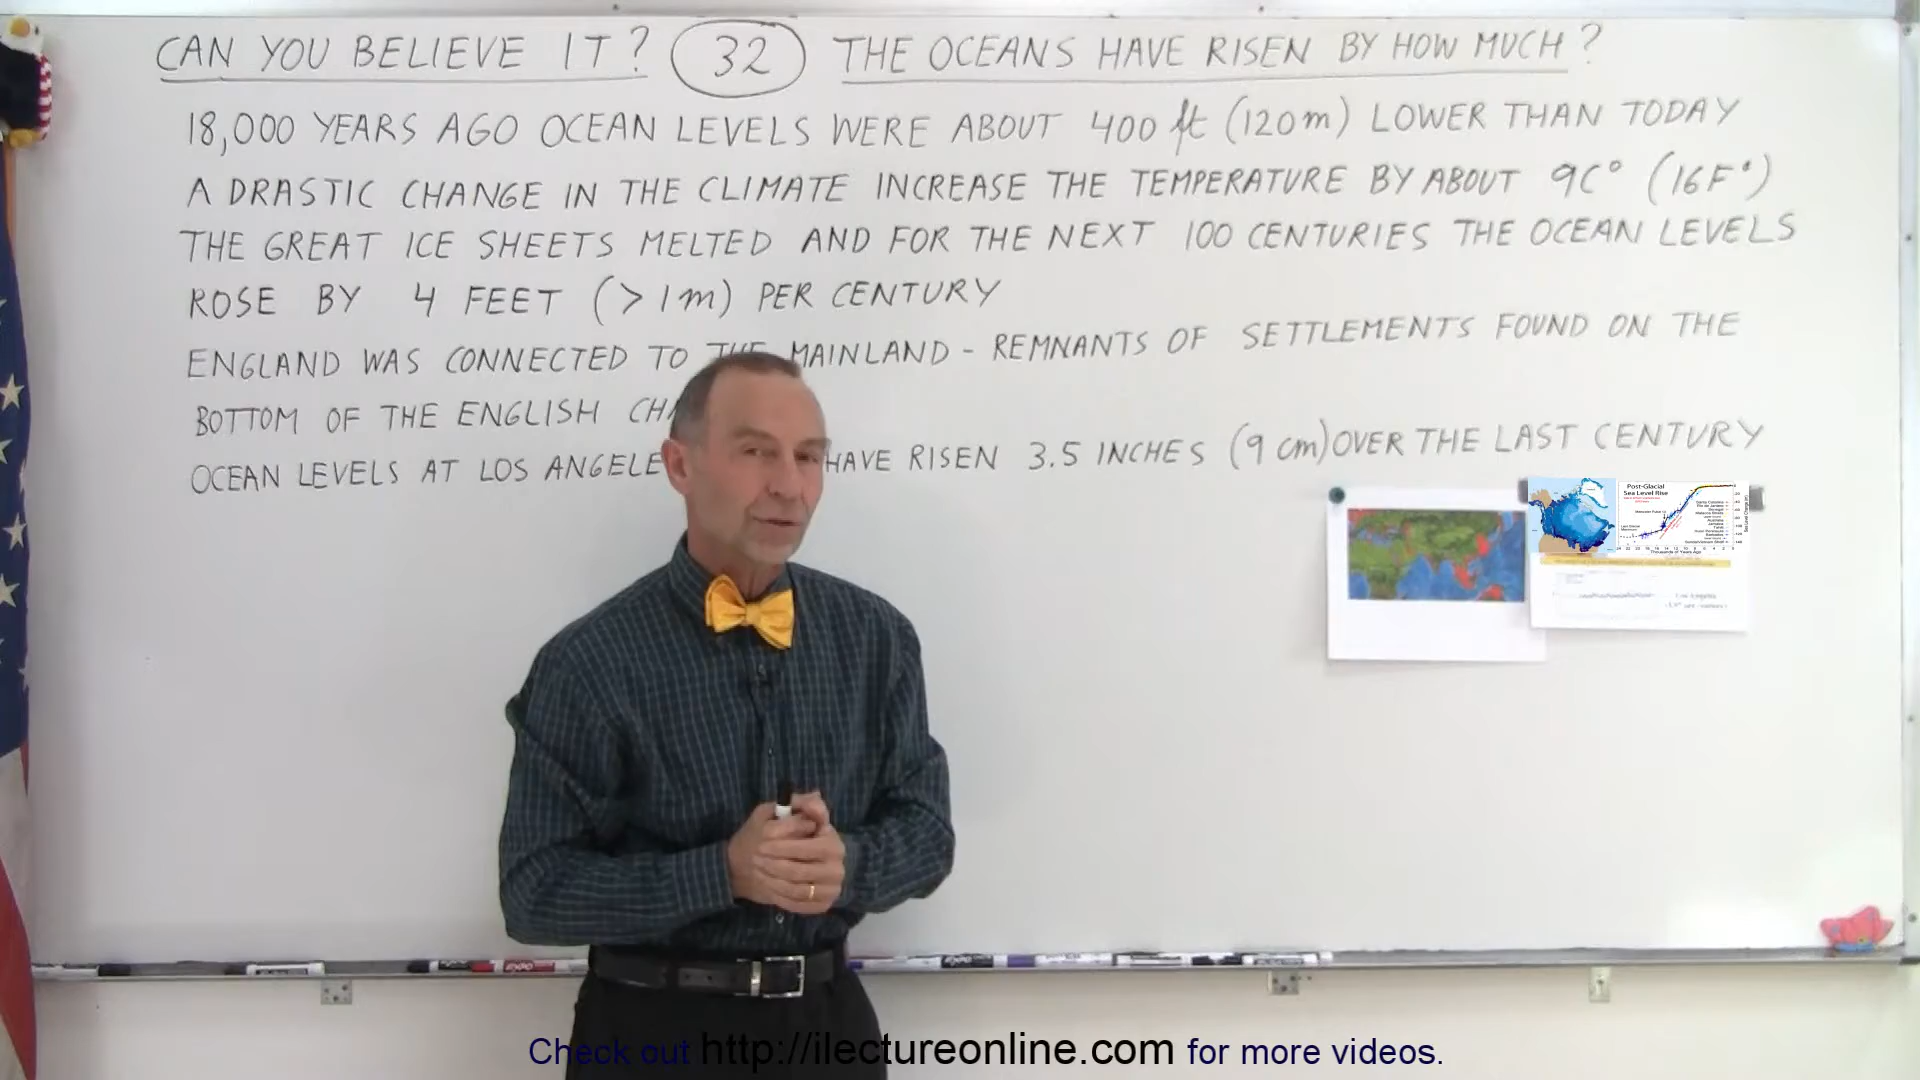 CAN YOU BELIEVE IT? 32 THE OCEANS HAVE RISEN BY HOW MUCH?
18,000 YEARS AGO OCEAN LEVELS WERE ABOUT 400 ft (120m) LOWER THAN TODAY
A DRASTIC CHANGE IN THE CLIMATE INCREASE THE TEMPERATURE BY ABOUT 9C° (16F°)
THE GREAT ICE SHEETS MELTED AND FOR THE NEXT 100 CENTURIES THE OCEAN LEVELS
ROSE BY 4 FEET (>1m) PER CENTURY
ENGLAND WAS CONNECTED TO THE MAINLAND - REMNANTS OF SETTLEMENTS FOUND ON THE
BOTTOM OF THE ENGLISH
OCEAN LEVELS AT LOS HAVE RISEN 3.5 INCHES (9 cm) OVER THE LAST CENTURY
Post-Glacial
Sea Level Rise
Check out http://ilectureonline.com for more videos.